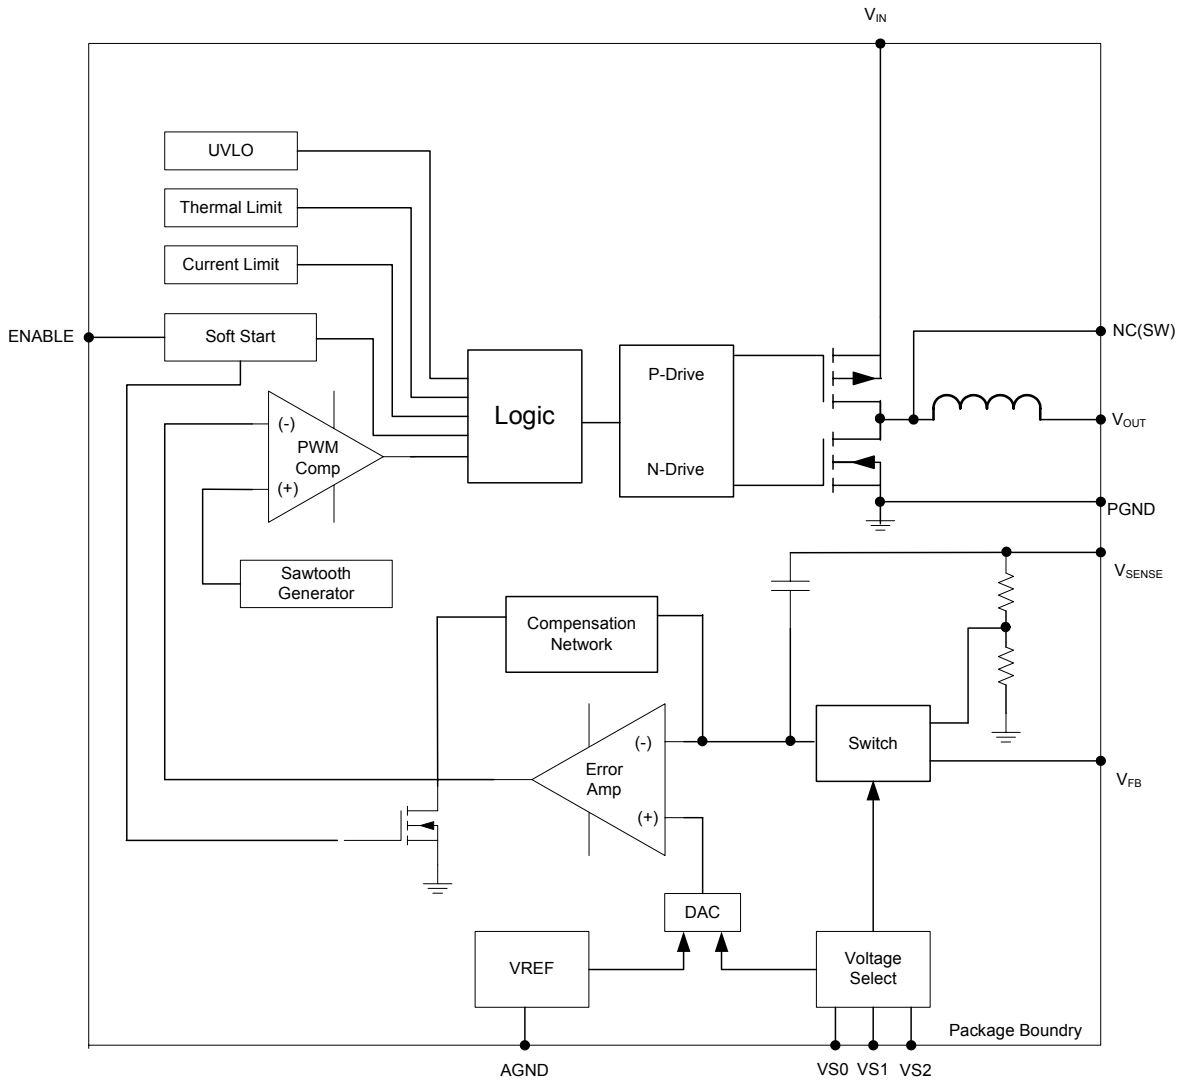 VIN
UVLO
Thermal Limit
Current Limit
ENABLE
Soft Start
NC(SW)
Logic
P-Drive
N-Drive
(-)
PWM
Comp
(+)
VOUT
PGND
VSENSE
Sawtooth
Generator
Compensation
Network
(-)
Error
Amp
(+)
Switch
VFB
DAC
VREF
Voltage
Select
Package Boundry
AGND
VS0
VS1
VS2